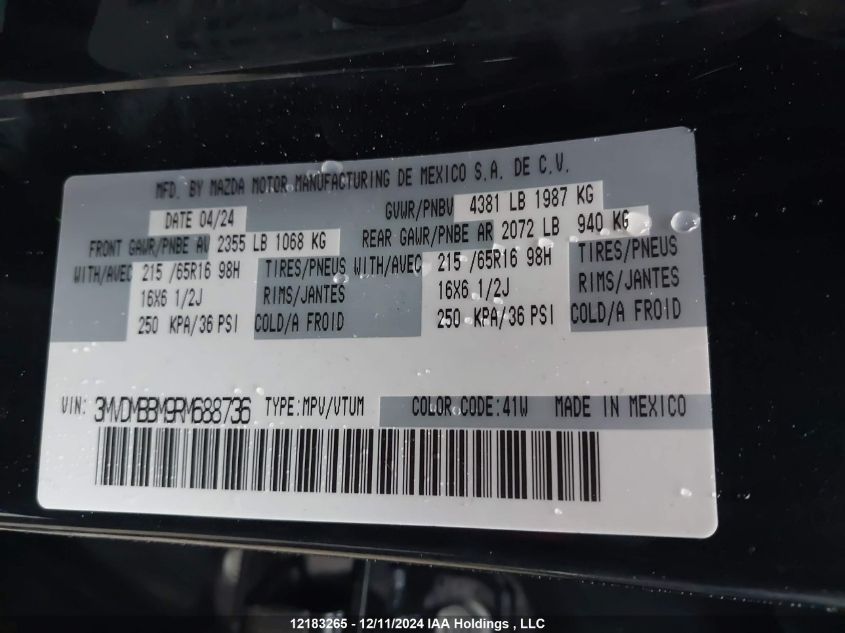 MFD. BY MAZDA MOTOR MANUFACTURING DE MEXICO S.A. DE C.V.
DATE 04/24 GVWR/PNBV 4381 LB 1987 KG
FRONT GAWR/PNBE AV 2355 LB 1068 KG REAR GAWR/PNBE AR 2072 LB 940 KG
WITH/AVEC 215 /65R16 98H TIRES/PNEUS WITH/AVEC 215 /65R16 98H TIRES/PNEUS
16X6 1/2J RIMS/JANTES 16X6 1/2J RIMS/JANTES
250 KPA/36 PSI COLD/A FROID 250 KPA/36 PSI COLD/A FROID
VIN: 3MVDMBBM9RM688736 TYPE:MPV/VTUM COLOR CODE:41W MADE IN MEXICO
12183265 - 12/11/2024 IAA Holdings , LLC